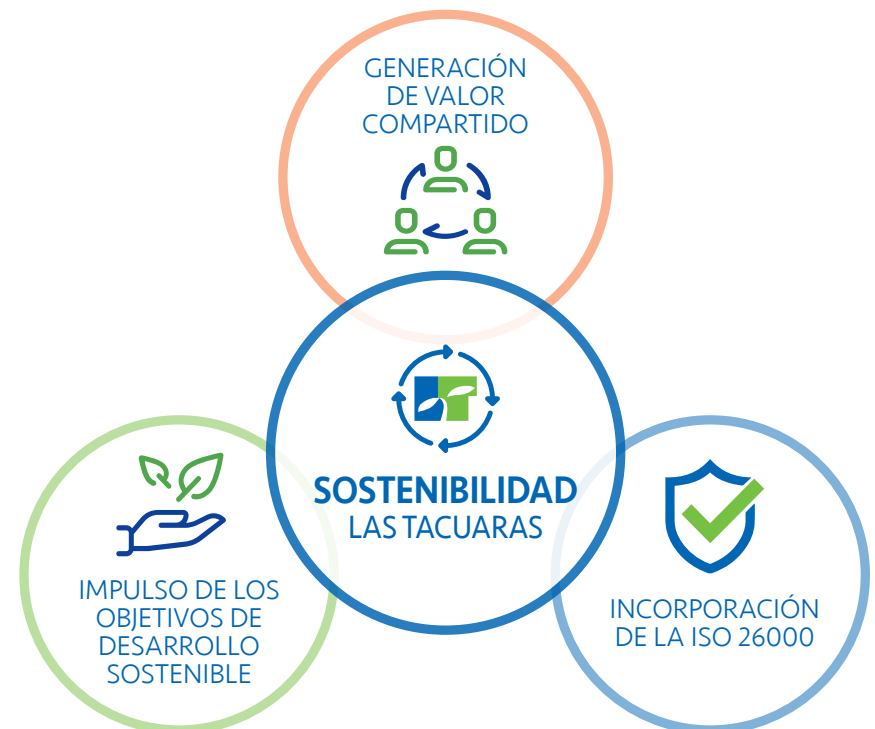 GENERACIÓN
DE VALOR
COMPARTIDO
SOSTENIBILIDAD
LAS TACUARAS
IMPULSO DE LOS
OBJETIVOS DE
DESARROLLO
SOSTENIBLE
INCORPORACIÓN
DE LA ISO 26000